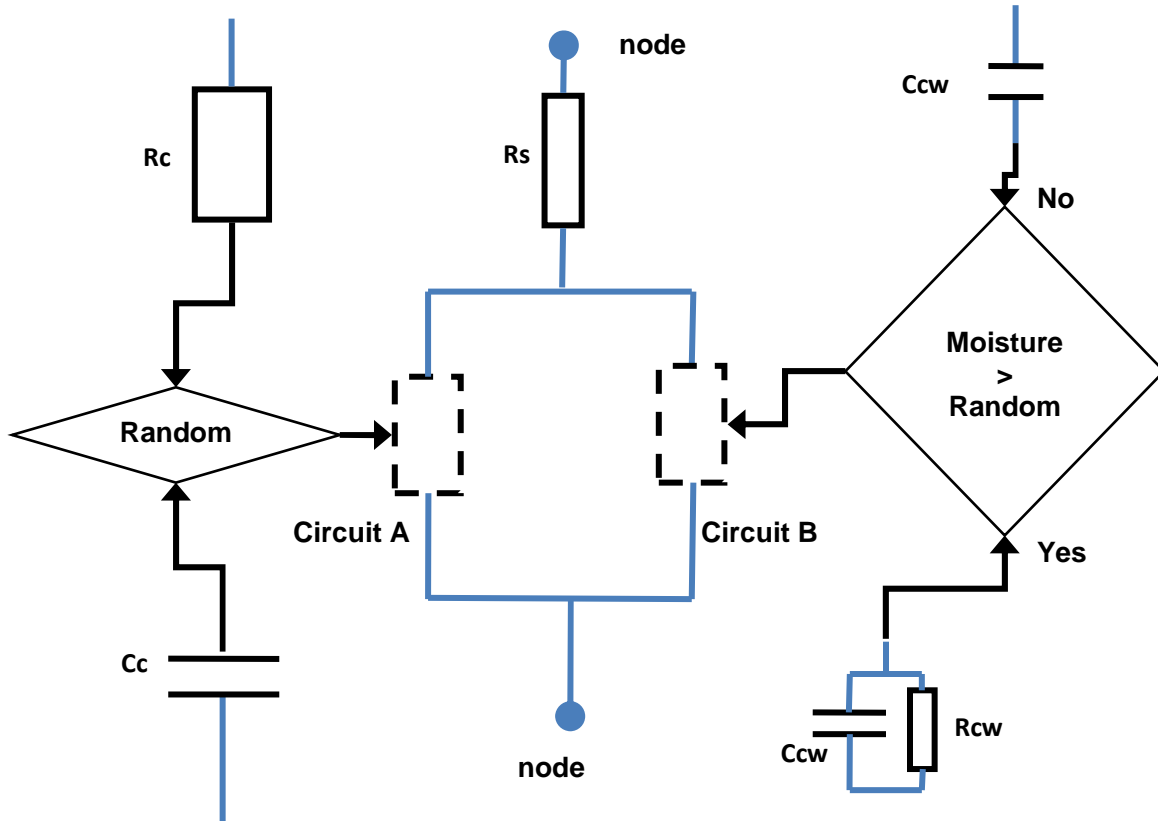 node
Ccw
Rc
Rs
No
Moisture
>
Random
Random
Circuit A
Circuit B
Yes
Cc
Ccw
Rcw
node